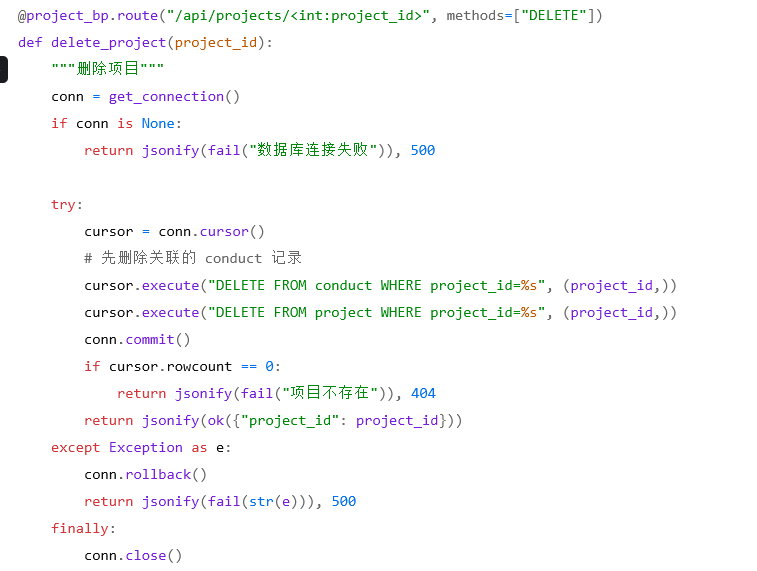 @project_bp.route("/api/projects/<int:project_id>", methods=["DELETE"])
def delete_project(project_id):
    """删除项目"""
    conn = get_connection()
    if conn is None:
        return jsonify(fail("数据库连接失败")), 500

    try:
        cursor = conn.cursor()
        # 先删除关联的 conduct 记录
        cursor.execute("DELETE FROM conduct WHERE project_id=%s", (project_id,))
        cursor.execute("DELETE FROM project WHERE project_id=%s", (project_id,))
        conn.commit()
        if cursor.rowcount == 0:
            return jsonify(fail("项目不存在")), 404
        return jsonify(ok({"project_id": project_id}))
    except Exception as e:
        conn.rollback()
        return jsonify(fail(str(e))), 500
    finally:
        conn.close()